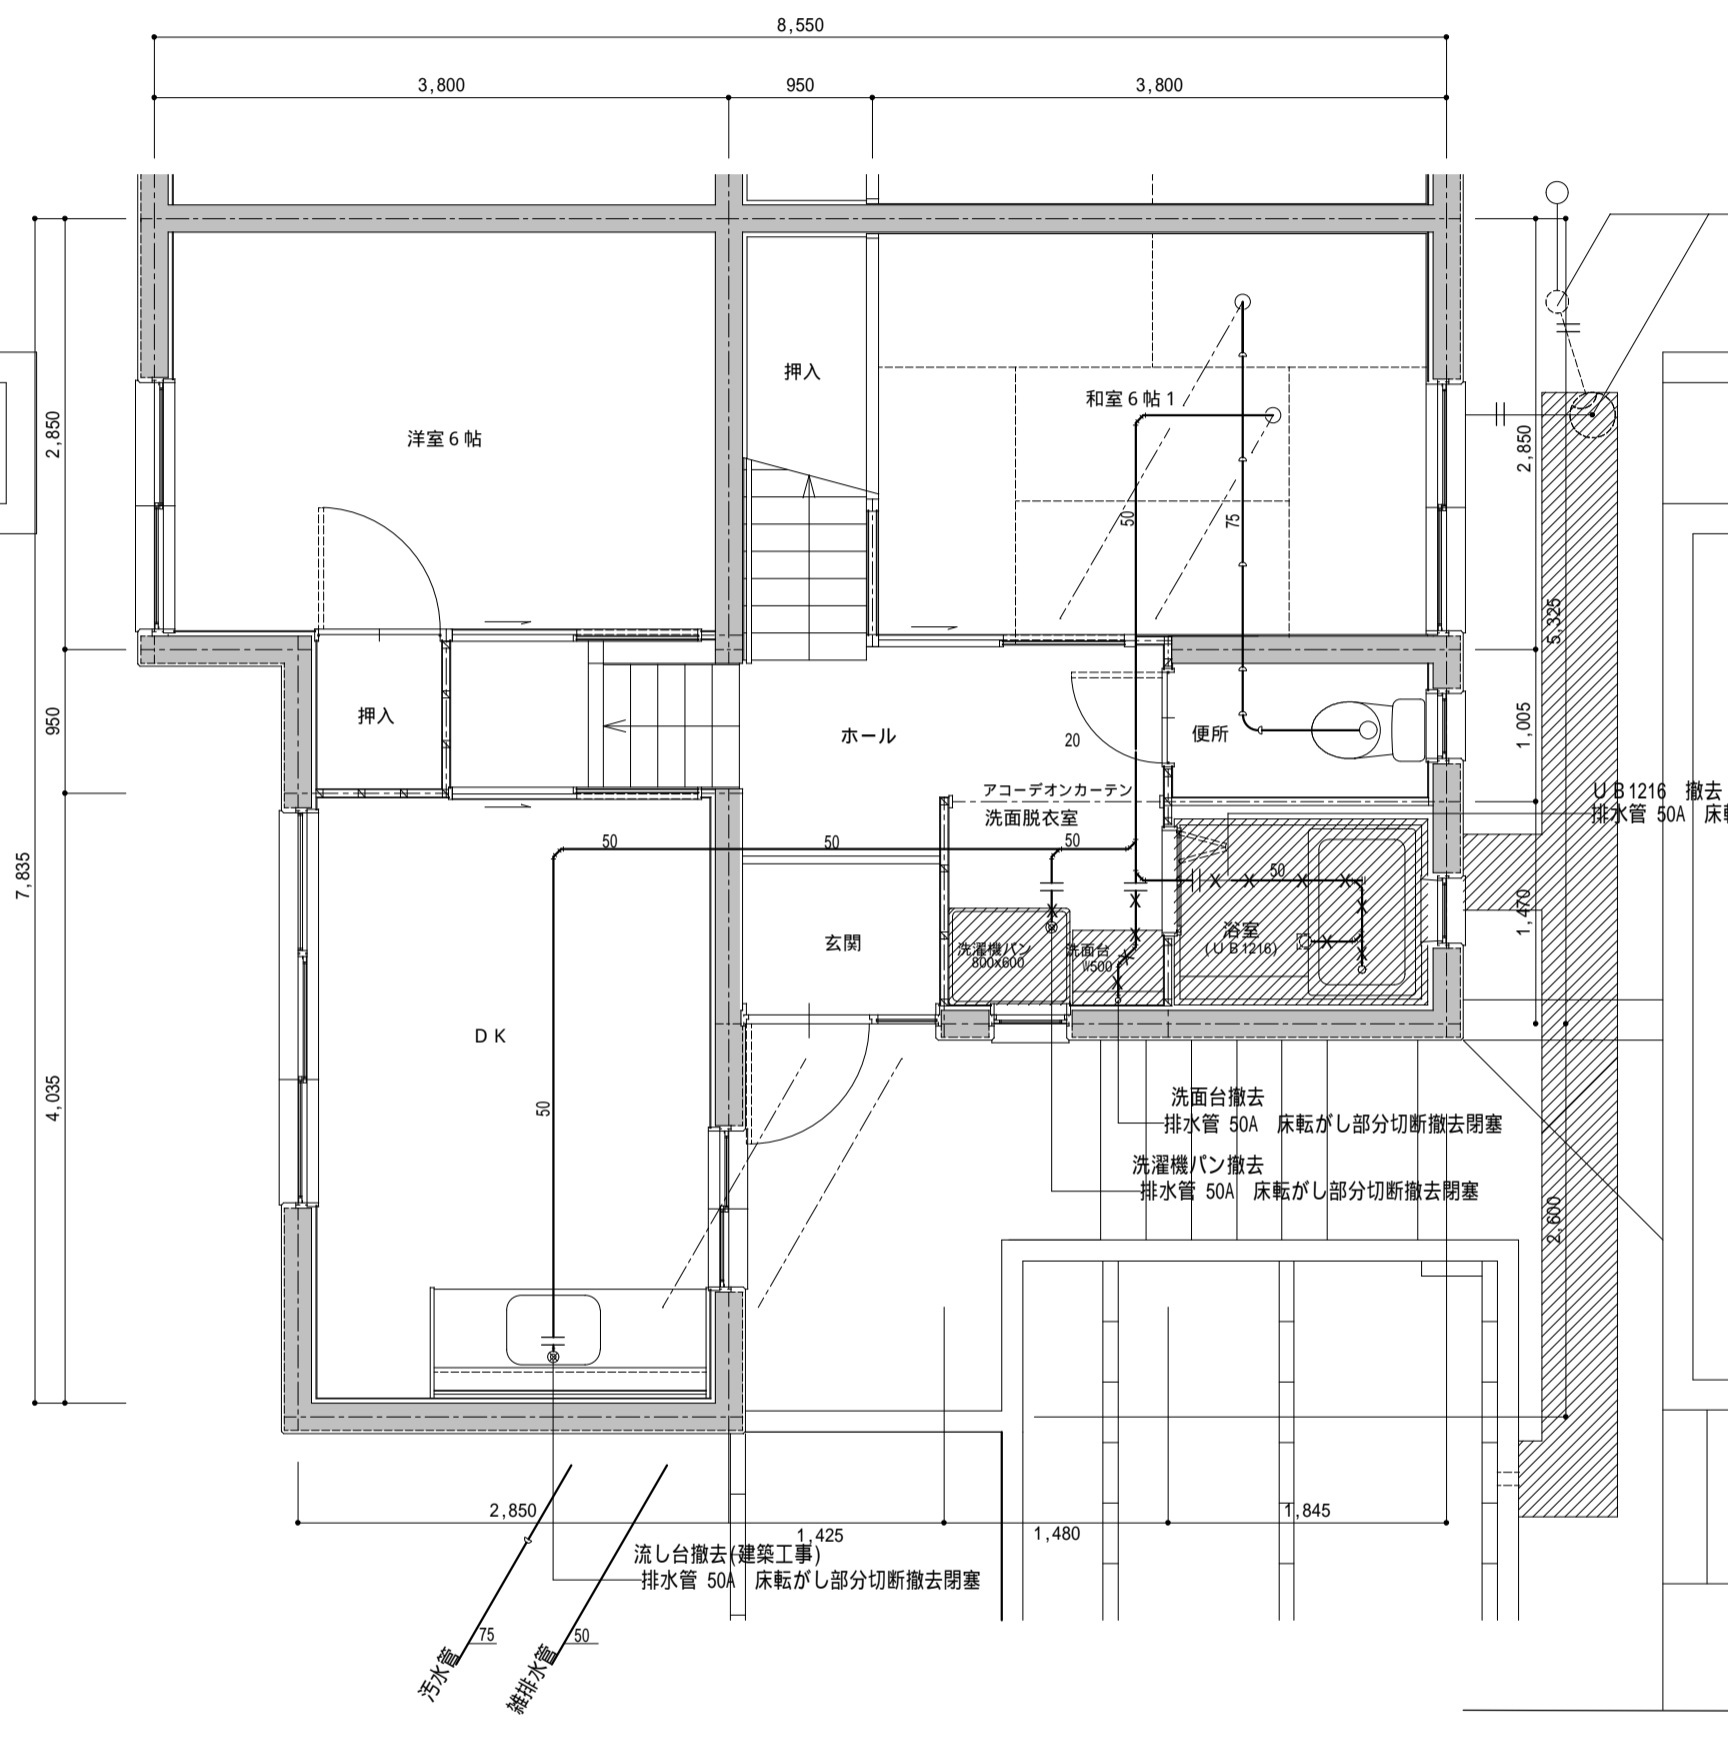 8,550
3,800
950
3,800
押入
和室６帖１
洋室６帖
2,850
2,850
50
75
5,325
押入
950
ホール
20
便所
1,005
アコーデオンカーテン
洗面脱衣室
ＵＢ1216 撤去
排水管 50A 床転
50
50
50
50
7,835
玄関
洗濯機パン
800x600
洗面台
W500
浴室
(ＵＢ1216)
1,470
ＤＫ
4,035
50
洗面台撤去
排水管 50A 床転がし部分切断撤去閉塞
洗濯機パン撤去
排水管 50A 床転がし部分切断撤去閉塞
2,600
2,850
1,425
1,480
1,845
流し台撤去(建築工事)
排水管 50A 床転がし部分切断撤去閉塞
75
50
汚水管
雑排水管